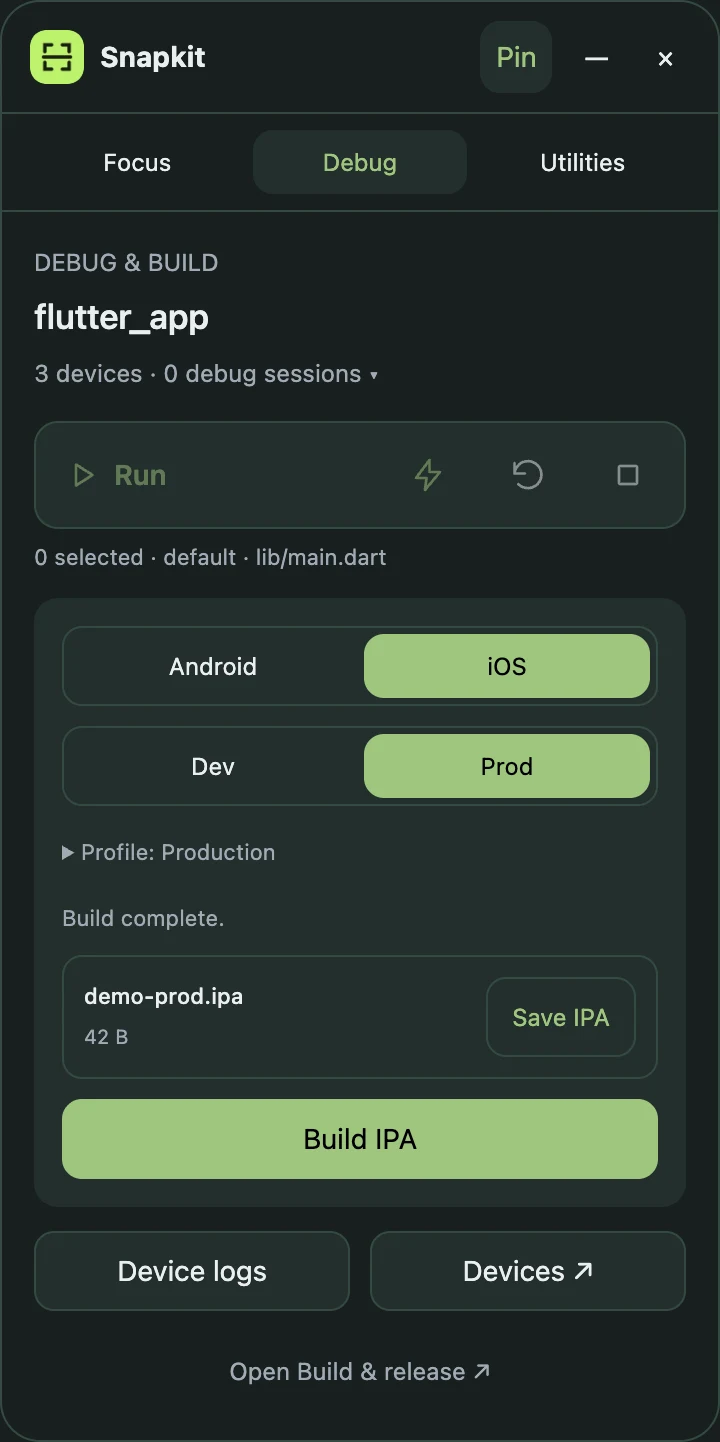 Snapkit
Pin — ×
Focus Debug Utilities
DEBUG & BUILD
flutter_app
3 devices · 0 debug sessions ▾
Run
0 selected · default · lib/main.dart
Android iOS
Dev Prod
▶ Profile: Production
Build complete.
demo-prod.ipa
42 B
Save IPA
Build IPA
Device logs Devices ↗
Open Build & release ↗